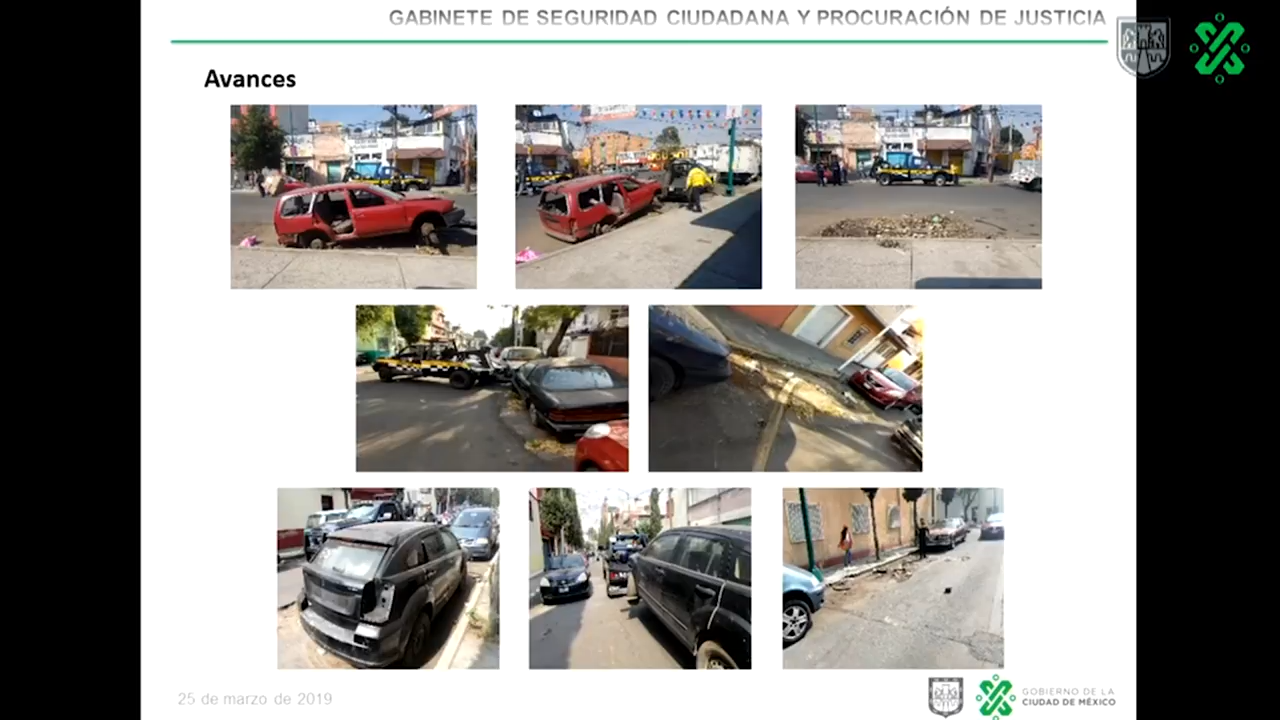 GABINETE DE SEGURIDAD CIUDADANA Y PROCURACIÓN DE JUSTICIA
Avances
25 de marzo de 2019
GOBIERNO DE LA
CIUDAD DE MÉXICO